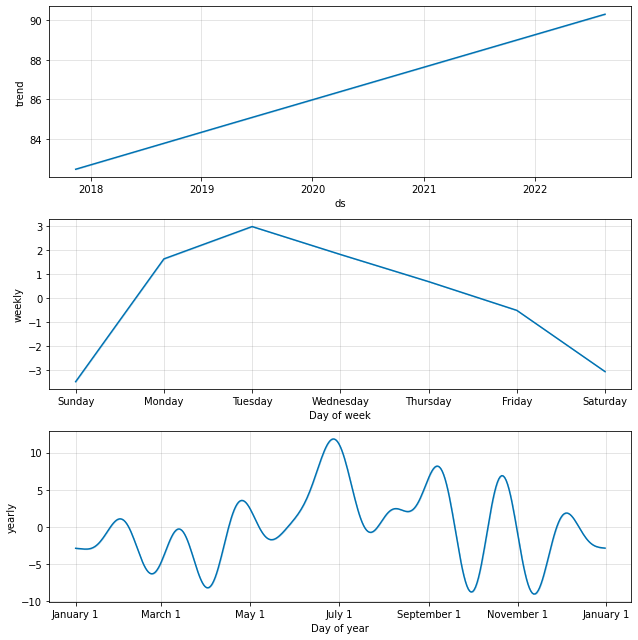 90
88
86
84
trend
2018 2019 2020 2021 2022
ds
3
2
1
0
−1
−2
−3
weekly
Sunday Monday Tuesday Wednesday Thursday Friday Saturday
Day of week
10
5
0
−5
−10
yearly
January 1 March 1 May 1 July 1 September 1 November 1 January 1
Day of year